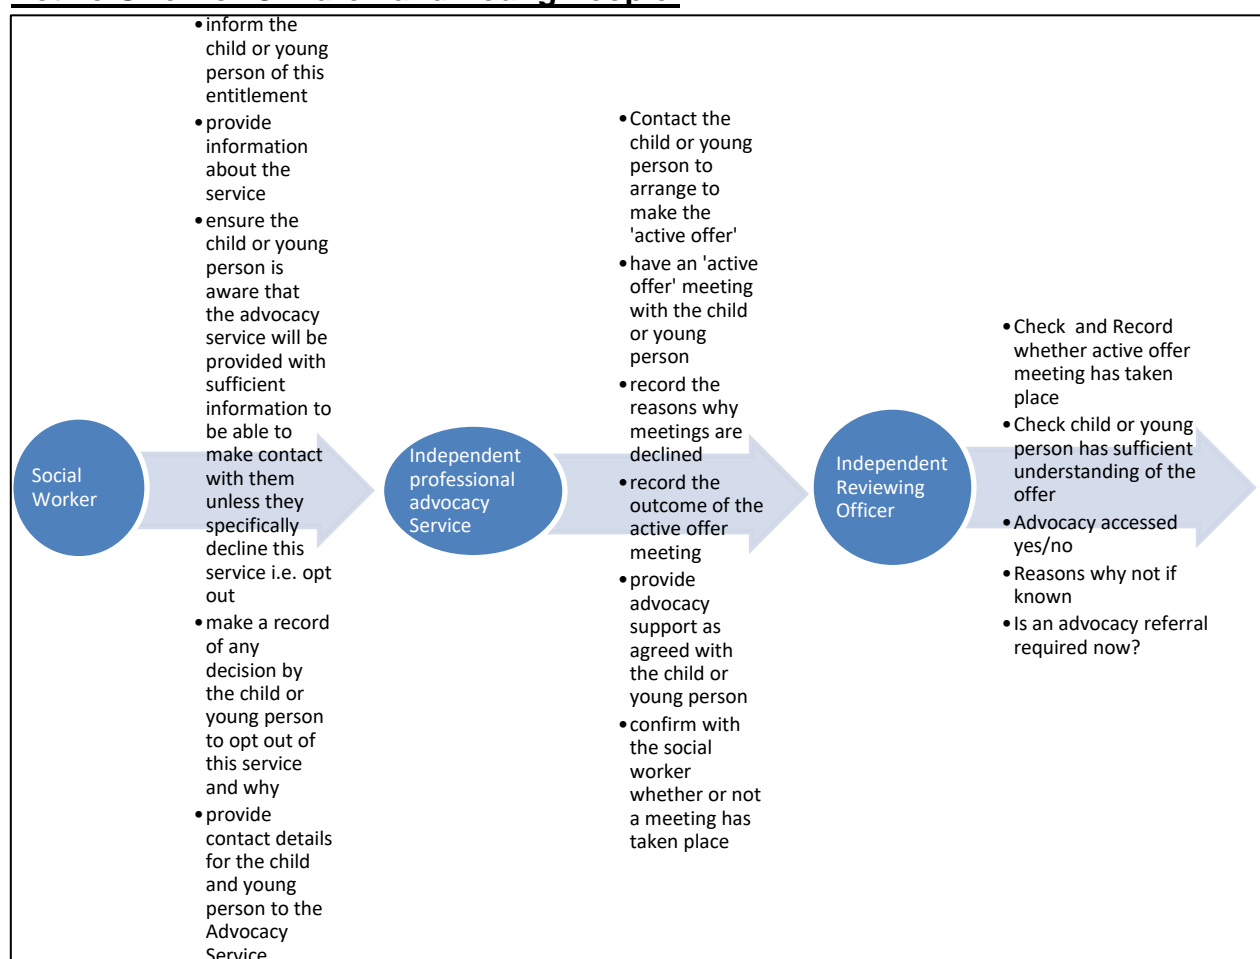 inform the
child or young
person of this
entitlement
•provide
information
about the
service
•ensure the
child or young
person is
aware that
the advocacy
service will be
provided with
sufficient
information to
be able to
make contact
with them
unless they
specifically
decline this
service i.e. opt
out
•make a record
of any
decision by
the child or
young person
to opt out of
this service
and why
•provide
contact details
for the child
and young
person to the
Advocacy
Service
Social
Worker
•Contact the
child or young
person to
arrange to
make the
'active offer'
•have an 'active
offer' meeting
with the child
or young
person
•record the
reasons why
meetings are
declined
•record the
outcome of the
active offer
meeting
•provide
advocacy
support as
agreed with
the child or
young person
•confirm with
the social
worker
whether or not
a meeting has
taken place
Independent
professional
advocacy
Service
Independent
Reviewing
Officer
•Check and Record
whether active offer
meeting has taken
place
•Check child or young
person has sufficient
understanding of the
offer
•Advocacy accessed
yes/no
•Reasons why not if
known
•Is an advocacy referral
required now?